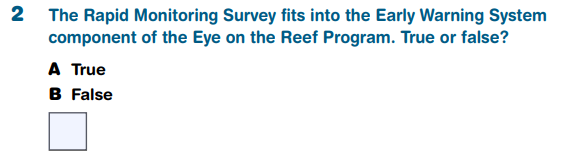 2 The Rapid Monitoring Survey fits into the Early Warning System
component of the Eye on the Reef Program. True or false?
A True
B False